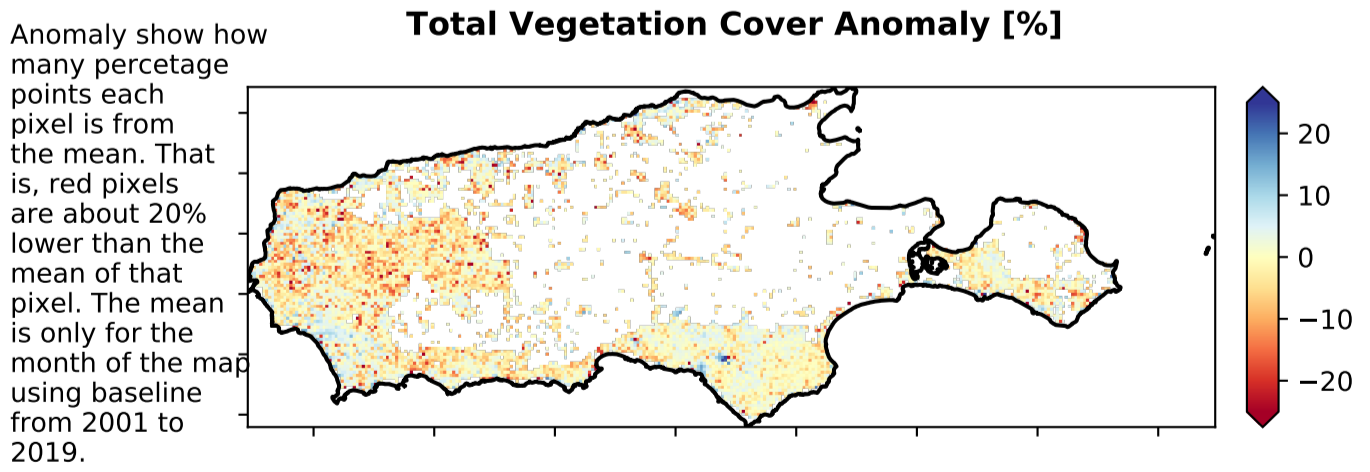 Total Vegetation Cover Anomaly [%]
Anomaly show how
many percetage
points each
pixel is from
the mean. That
is, red pixels
are about 20%
lower than the
mean of that
pixel. The mean
is only for the
month of the map
using baseline
from 2001 to
2019.
20
10
0
−10
−20